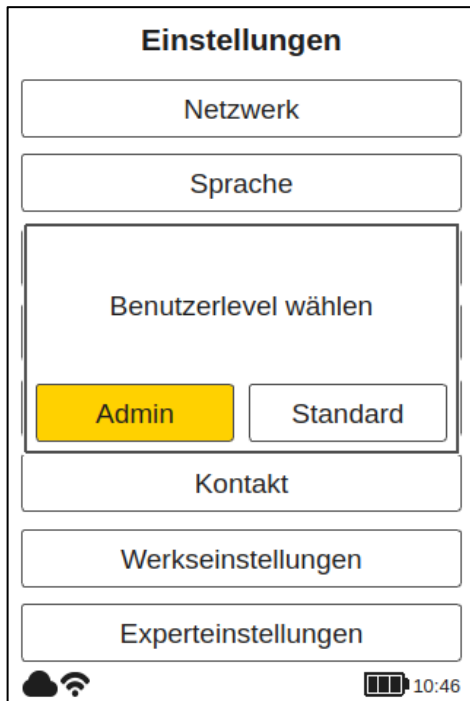 Einstellungen
Netzwerk
Sprache
Benutzerlevel wählen
Admin
Standard
Kontakt
Werkseinstellungen
Experteinstellungen
10:46